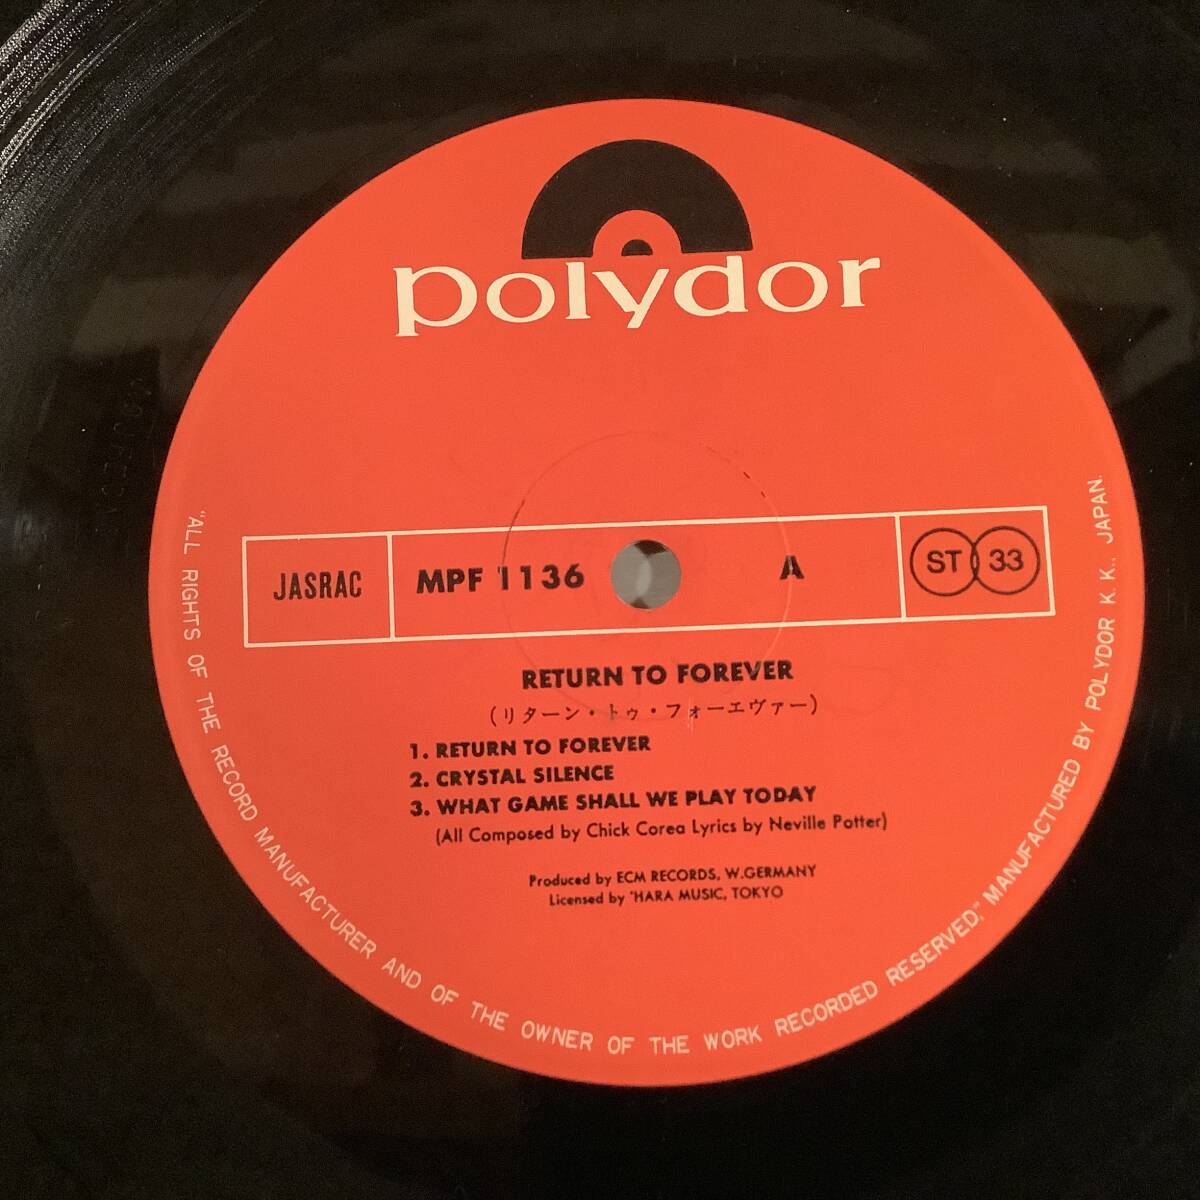 polydor
JASRAC
MPF 1136
A
ST 33
RETURN TO FOREVER
(リターン・トゥ・フォーエヴァー)
1. RETURN TO FOREVER
2. CRYSTAL SILENCE
3. WHAT GAME SHALL WE PLAY TODAY
(All Composed by Chick Corea Lyrics by Neville Potter)
Produced by ECM RECORDS, W.GERMANY
Licensed by 'HARA MUSIC, TOKYO
"ALL RIGHTS OF THE RECORD MANUFACTURER AND OF THE OWNER OF THE WORK RECORDED RESERVED." MANUFACTURED BY POLYDOR K.K., JAPAN.